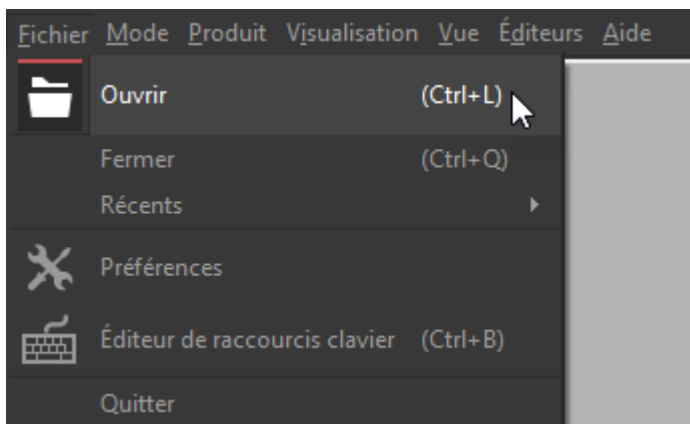 Fichier Mode Produit Visualisation Vue Éditeurs Aide
Ouvrir (Ctrl+L)
Fermer (Ctrl+Q)
Récents
Préférences
Éditeur de raccourcis clavier (Ctrl+B)
Quitter